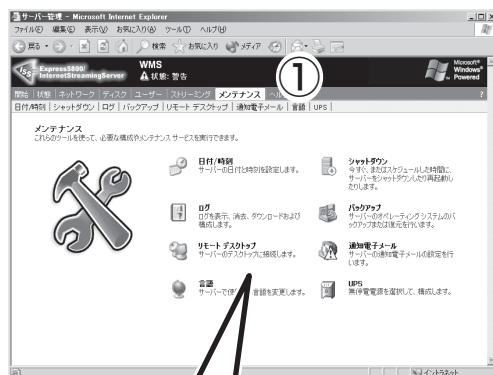 サーバー管理 - Microsoft Internet Explorer
ファイル(F) 編集(E) 表示(V) お気に入り(A) ツール(T) ヘルプ(H)
戻る 検索 お気に入り メディア
Express5800/
InternetStreamingServer
WMS
状態: 警告
Microsoft®
Windows®
Powered
①
開始 状態 ネットワーク ディスク ユーザー ストリーミング メンテナンス ?
日付/時刻 | シャットダウン | ログ | バックアップ | リモート デスクトップ | 通知電子メール | 言語 | UPS |
メンテナンス
これらのツールを使って、必要な構成やメンテナンス サービスを実行できます。
日付/時刻
サーバーの日付と時刻を設定します。
シャットダウン
今すぐ、またはスケジュールした時間に、
サーバーをシャットダウンしたり再起動し
たりします。
ログ
ログを表示、消去、ダウンロードおよび
構成します。
バックアップ
サーバーのオペレーティング システムのバ
ックアップまたは復元を行います。
リモート デスクトップ
サーバーのデスクトップに接続します。
通知電子メール
サーバーの通知電子メールの設定を行
います。
言語
サーバーで使 言語を変更します。
UPS
無停電電源を選択して、構成します。
イントラネット